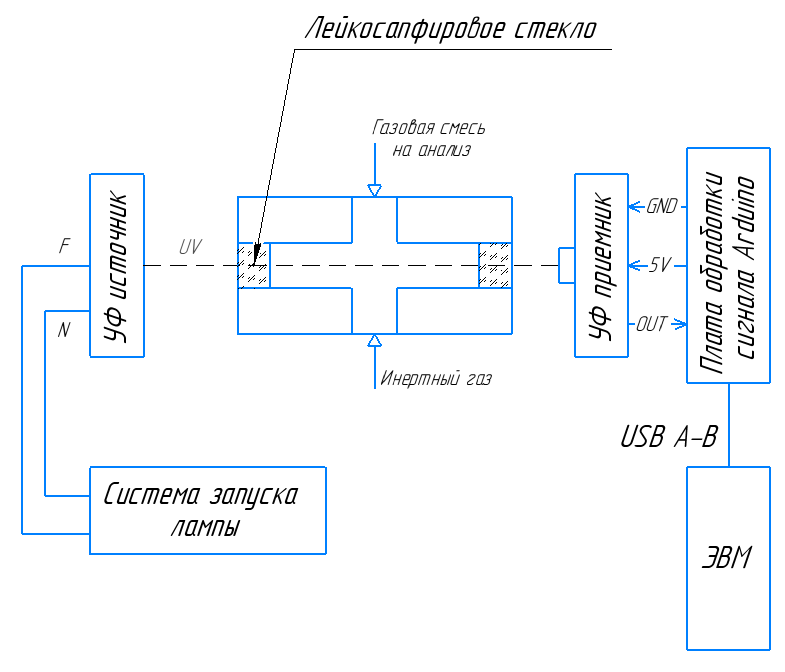 Лейкосапфировое стекло
Газовая смесь
на анализ
УФ источник
F
N
UV
УФ приемник
GND
5V
OUT
Плата обработки
сигнала Arduino
Инертный газ
USB A-B
Система запуска
лампы
ЭВМ